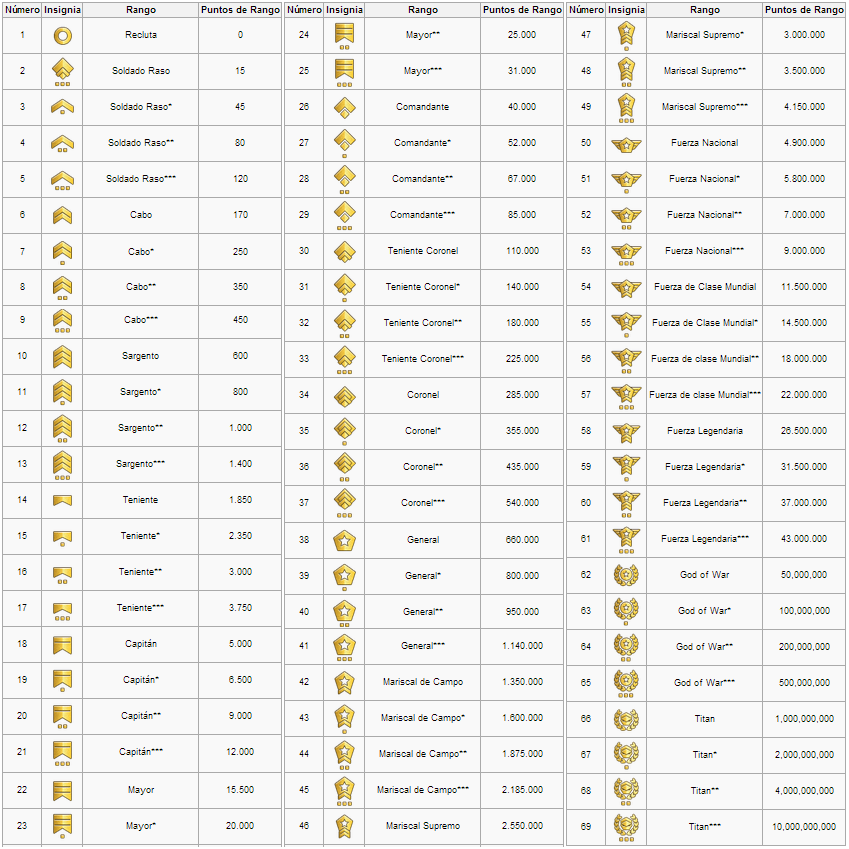 Número Insignia Rango Puntos de Rango
1 Recluta 0
2 Soldado Raso 15
3 Soldado Raso* 45
4 Soldado Raso** 80
5 Soldado Raso*** 120
6 Cabo 170
7 Cabo* 250
8 Cabo** 350
9 Cabo*** 450
10 Sargento 600
11 Sargento* 800
12 Sargento** 1.000
13 Sargento*** 1.400
14 Teniente 1.850
15 Teniente* 2.350
16 Teniente** 3.000
17 Teniente*** 3.750
18 Capitán 5.000
19 Capitán* 6.500
20 Capitán** 9.000
21 Capitán*** 12.000
22 Mayor 15.500
23 Mayor* 20.000
Número Insignia Rango Puntos de Rango
24 Mayor** 25.000
25 Mayor*** 31.000
26 Comandante 40.000
27 Comandante* 52.000
28 Comandante** 67.000
29 Comandante*** 85.000
30 Teniente Coronel 110.000
31 Teniente Coronel* 140.000
32 Teniente Coronel** 180.000
33 Teniente Coronel*** 225.000
34 Coronel 285.000
35 Coronel* 355.000
36 Coronel** 435.000
37 Coronel*** 540.000
38 General 660.000
39 General* 800.000
40 General** 950.000
41 General*** 1.140.000
42 Mariscal de Campo 1.350.000
43 Mariscal de Campo* 1.600.000
44 Mariscal de Campo** 1.875.000
45 Mariscal de Campo*** 2.185.000
46 Mariscal Supremo 2.550.000
Número Insignia Rango Puntos de Rango
47 Mariscal Supremo* 3.000.000
48 Mariscal Supremo** 3.500.000
49 Mariscal Supremo*** 4.150.000
50 Fuerza Nacional 4.900.000
51 Fuerza Nacional* 5.800.000
52 Fuerza Nacional** 7.000.000
53 Fuerza Nacional*** 9.000.000
54 Fuerza de Clase Mundial 11.500.000
55 Fuerza de Clase Mundial* 14.500.000
56 Fuerza de clase Mundial** 18.000.000
57 Fuerza de clase Mundial*** 22.000.000
58 Fuerza Legendaria 26.500.000
59 Fuerza Legendaria* 31.500.000
60 Fuerza Legendaria** 37.000.000
61 Fuerza Legendaria*** 43.000.000
62 God of War 50,000,000
63 God of War* 100,000,000
64 God of War** 200,000,000
65 God of War*** 500,000,000
66 Titan 1,000,000,000
67 Titan* 2,000,000,000
68 Titan** 4,000,000,000
69 Titan*** 10,000,000,000